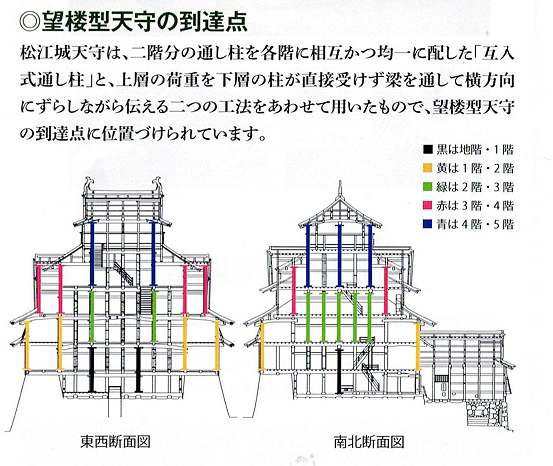 ◎望楼型天守の到達点
松江城天守は、二階分の通し柱を各階に相互かつ均一に配した「互入
式通し柱」と、上層の荷重を下層の柱が直接受けず梁を通して横方向
にずらしながら伝える二つの工法をあわせて用いたもので、望楼型天守
の到達点に位置づけられています。
■黒は地階・1階
■黄は1階・2階
■緑は2階・3階
■赤は3階・4階
■青は4階・5階
東西断面図
南北断面図